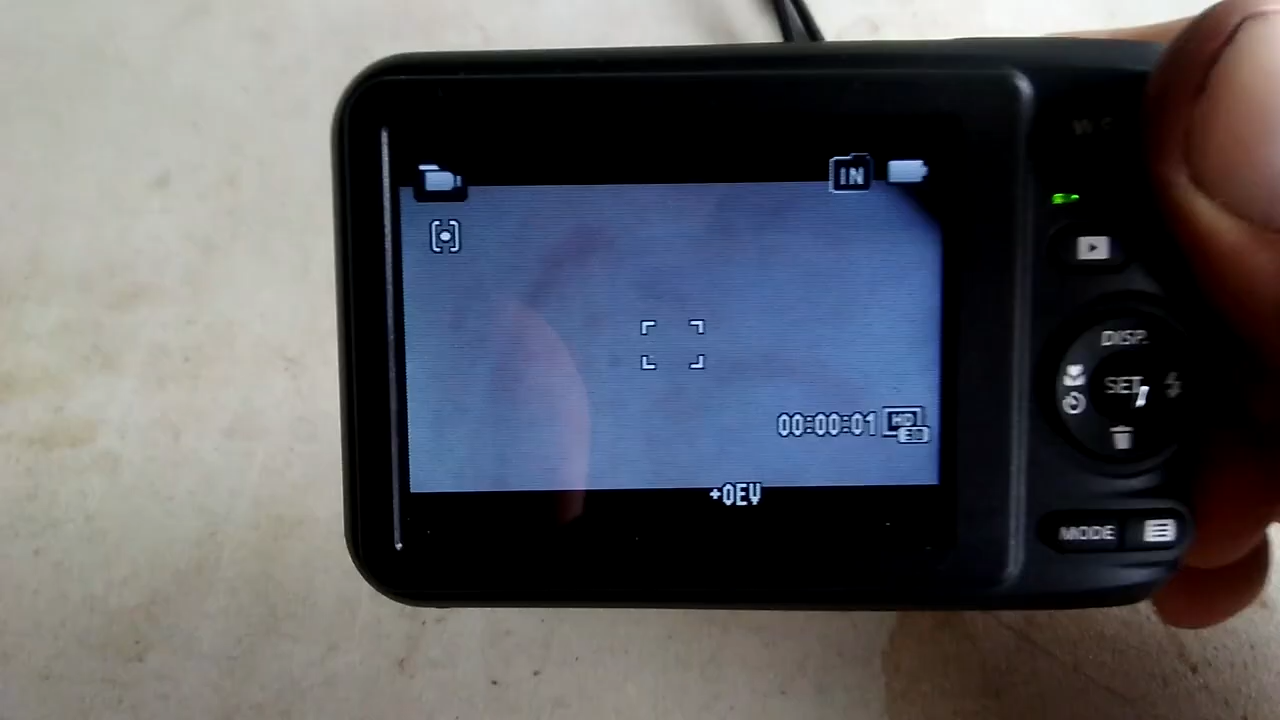 IN
00:00:01 HD
+0EV
DISP.
SET
MODE